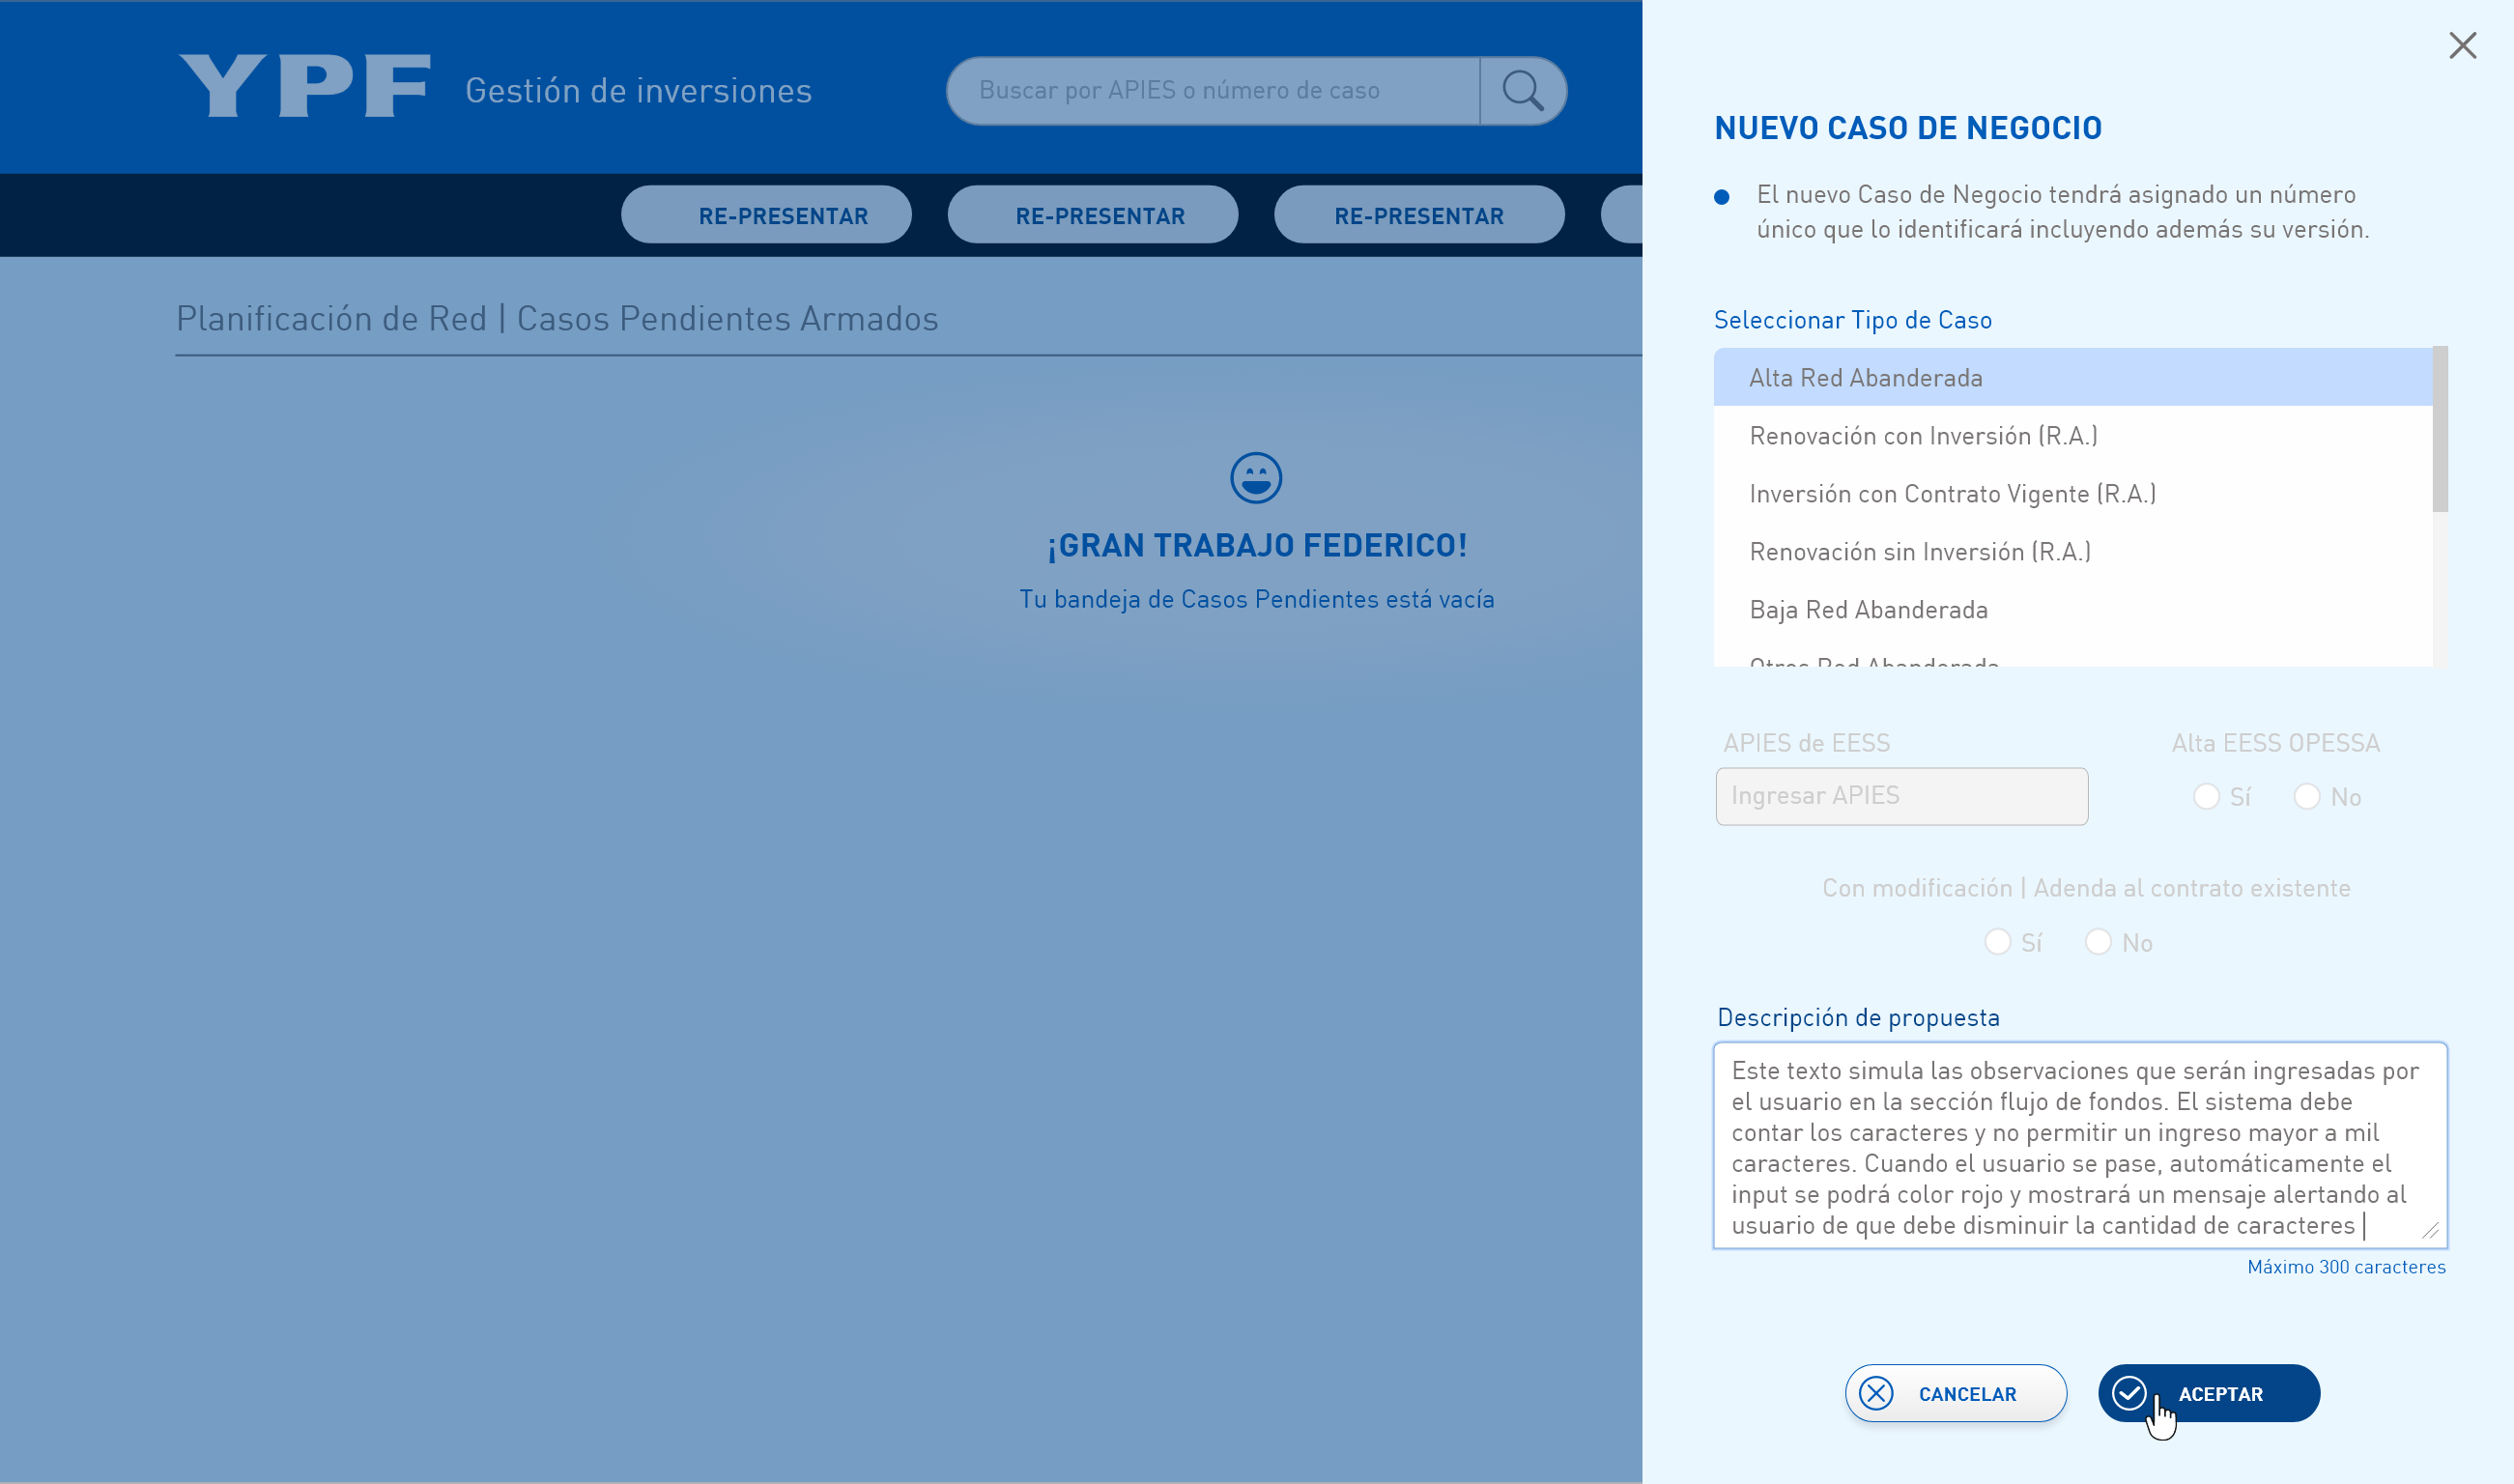 YPF Gestión de inversiones
Buscar por APIES o número de caso
RE-PRESENTAR
RE-PRESENTAR
RE-PRESENTAR
Planificación de Red | Casos Pendientes Armados
¡GRAN TRABAJO FEDERICO!
Tu bandeja de Casos Pendientes está vacía
NUEVO CASO DE NEGOCIO
El nuevo Caso de Negocio tendrá asignado un número
único que lo identificará incluyendo además su versión.
Seleccionar Tipo de Caso
Alta Red Abanderada
Renovación con Inversión (R.A.)
Inversión con Contrato Vigente (R.A.)
Renovación sin Inversión (R.A.)
Baja Red Abanderada
Otros Red Abanderada
APIES de EESS
Ingresar APIES
Alta EESS OPESSA
Sí No
Con modificación | Adenda al contrato existente
Sí No
Descripción de propuesta
Este texto simula las observaciones que serán ingresadas por
el usuario en la sección flujo de fondos. El sistema debe
contar los caracteres y no permitir un ingreso mayor a mil
caracteres. Cuando el usuario se pase, automáticamente el
input se podrá color rojo y mostrará un mensaje alertando al
usuario de que debe disminuir la cantidad de caracteres
Máximo 300 caracteres
CANCELAR
ACEPTAR